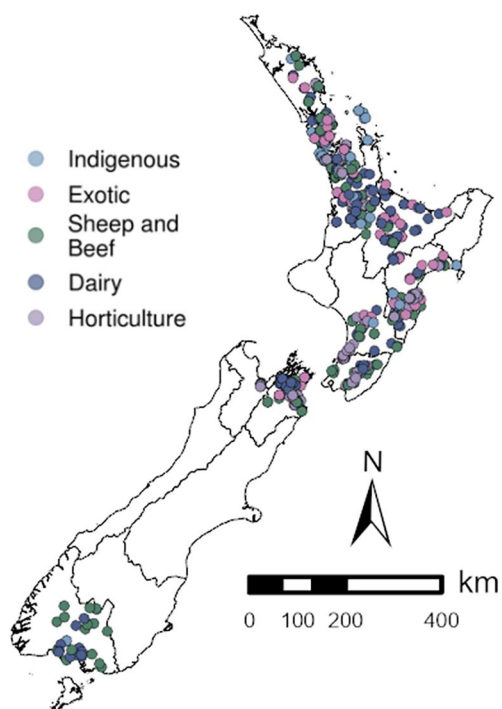 Indigenous
Exotic
Sheep and
Beef
Dairy
Horticulture
N
km
0 100 200 400